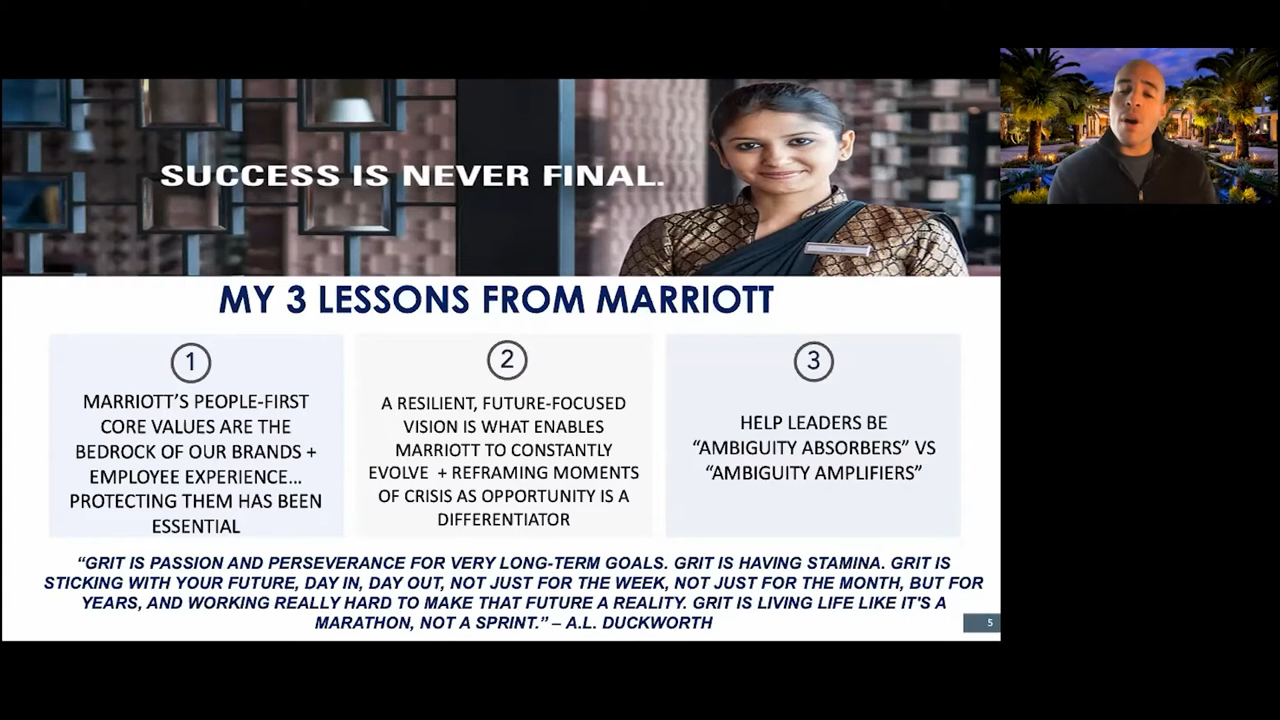 SUCCESS IS NEVER FINAL.
MY 3 LESSONS FROM MARRIOTT
1
MARRIOTT’S PEOPLE-FIRST
CORE VALUES ARE THE
BEDROCK OF OUR BRANDS +
EMPLOYEE EXPERIENCE…
PROTECTING THEM HAS BEEN
ESSENTIAL
2
A RESILIENT, FUTURE-FOCUSED
VISION IS WHAT ENABLES
MARRIOTT TO CONSTANTLY
EVOLVE + REFRAMING MOMENTS
OF CRISIS AS OPPORTUNITY IS A
DIFFERENTIATOR
3
HELP LEADERS BE
“AMBIGUITY ABSORBERS” VS
“AMBIGUITY AMPLIFIERS”
“GRIT IS PASSION AND PERSEVERANCE FOR VERY LONG-TERM GOALS. GRIT IS HAVING STAMINA. GRIT IS
STICKING WITH YOUR FUTURE, DAY IN, DAY OUT, NOT JUST FOR THE WEEK, NOT JUST FOR THE MONTH, BUT FOR
YEARS, AND WORKING REALLY HARD TO MAKE THAT FUTURE A REALITY. GRIT IS LIVING LIFE LIKE IT'S A
MARATHON, NOT A SPRINT.” – A.L. DUCKWORTH
5